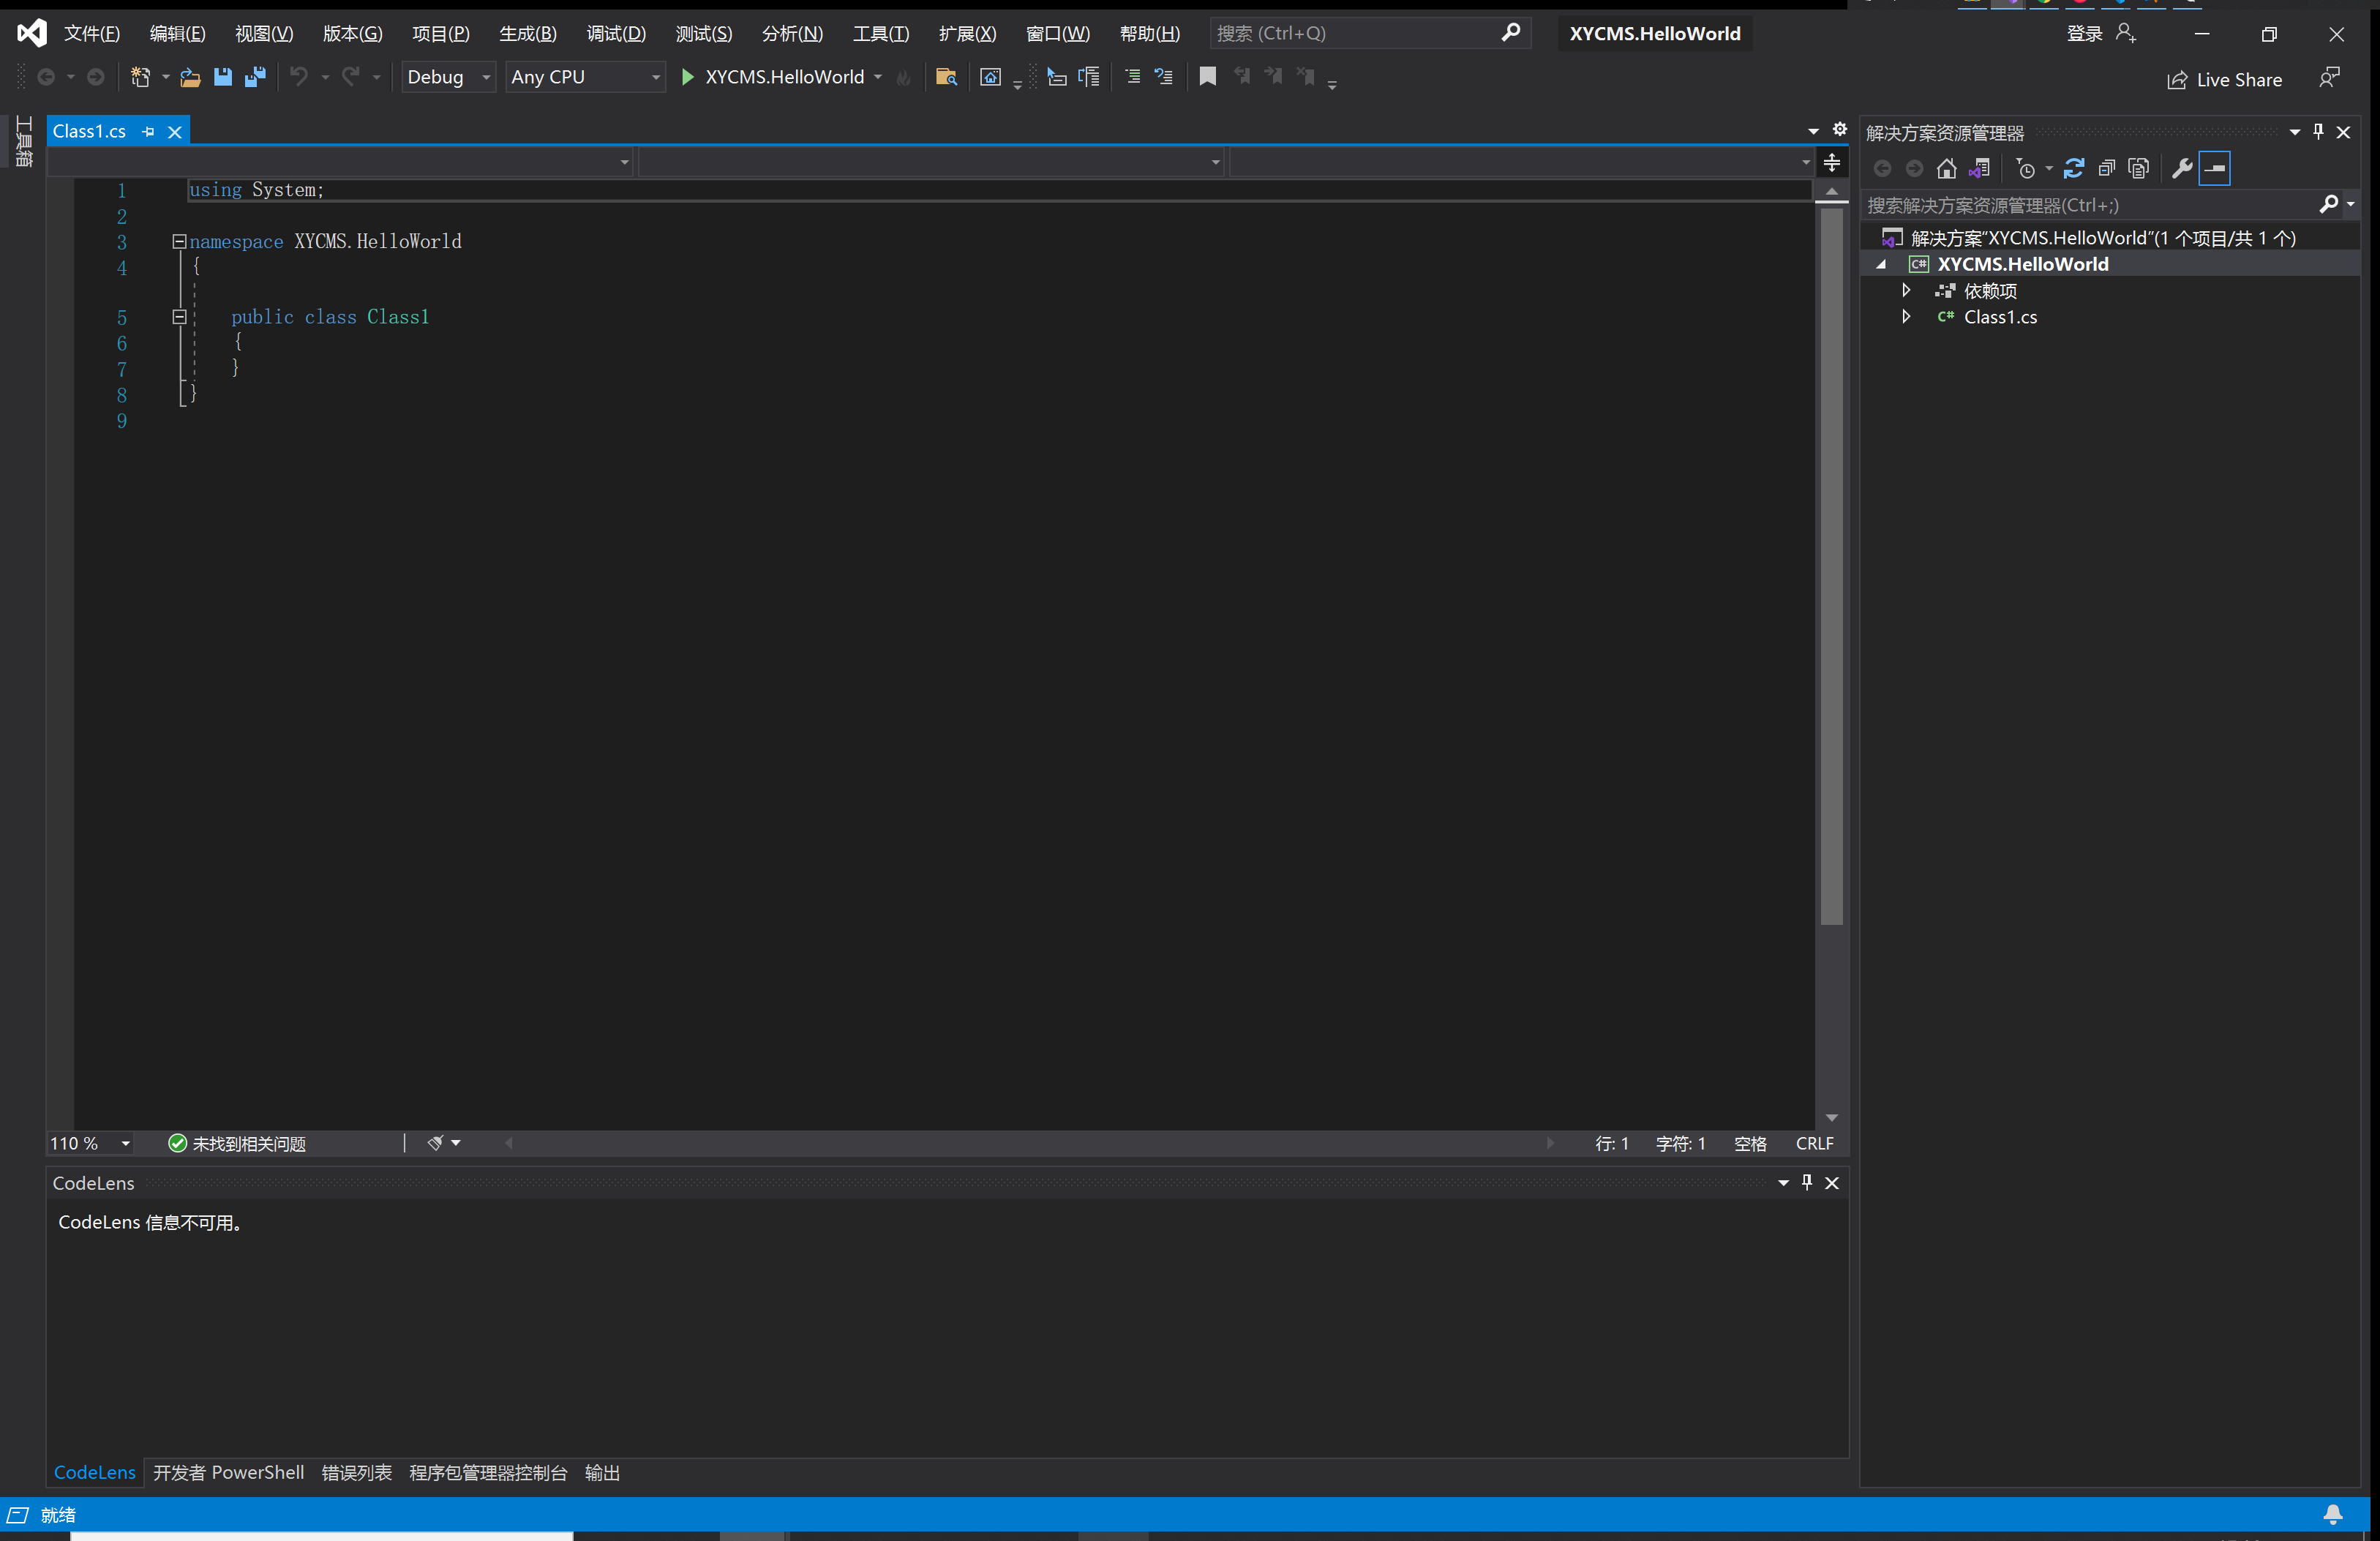 文件(F) 编辑(E) 视图(V) 版本(G) 项目(P) 生成(B) 调试(D) 测试(S) 分析(N) 工具(T) 扩展(X) 窗口(W) 帮助(H) 搜索 (Ctrl+Q) XYCMS.HelloWorld 登录
Debug Any CPU XYCMS.HelloWorld Live Share
工具箱
Class1.cs
1 using System;
2
3 namespace XYCMS.HelloWorld
4 {
5 public class Class1
6 {
7 }
8 }
9
110 % 未找到相关问题 行: 1 字符: 1 空格 CRLF
CodeLens
CodeLens 信息不可用。
CodeLens 开发者 PowerShell 错误列表 程序包管理器控制台 输出
解决方案资源管理器
搜索解决方案资源管理器(Ctrl+;)
解决方案“XYCMS.HelloWorld”(1 个项目/共 1 个)
C# XYCMS.HelloWorld
依赖项
C# Class1.cs
就绪